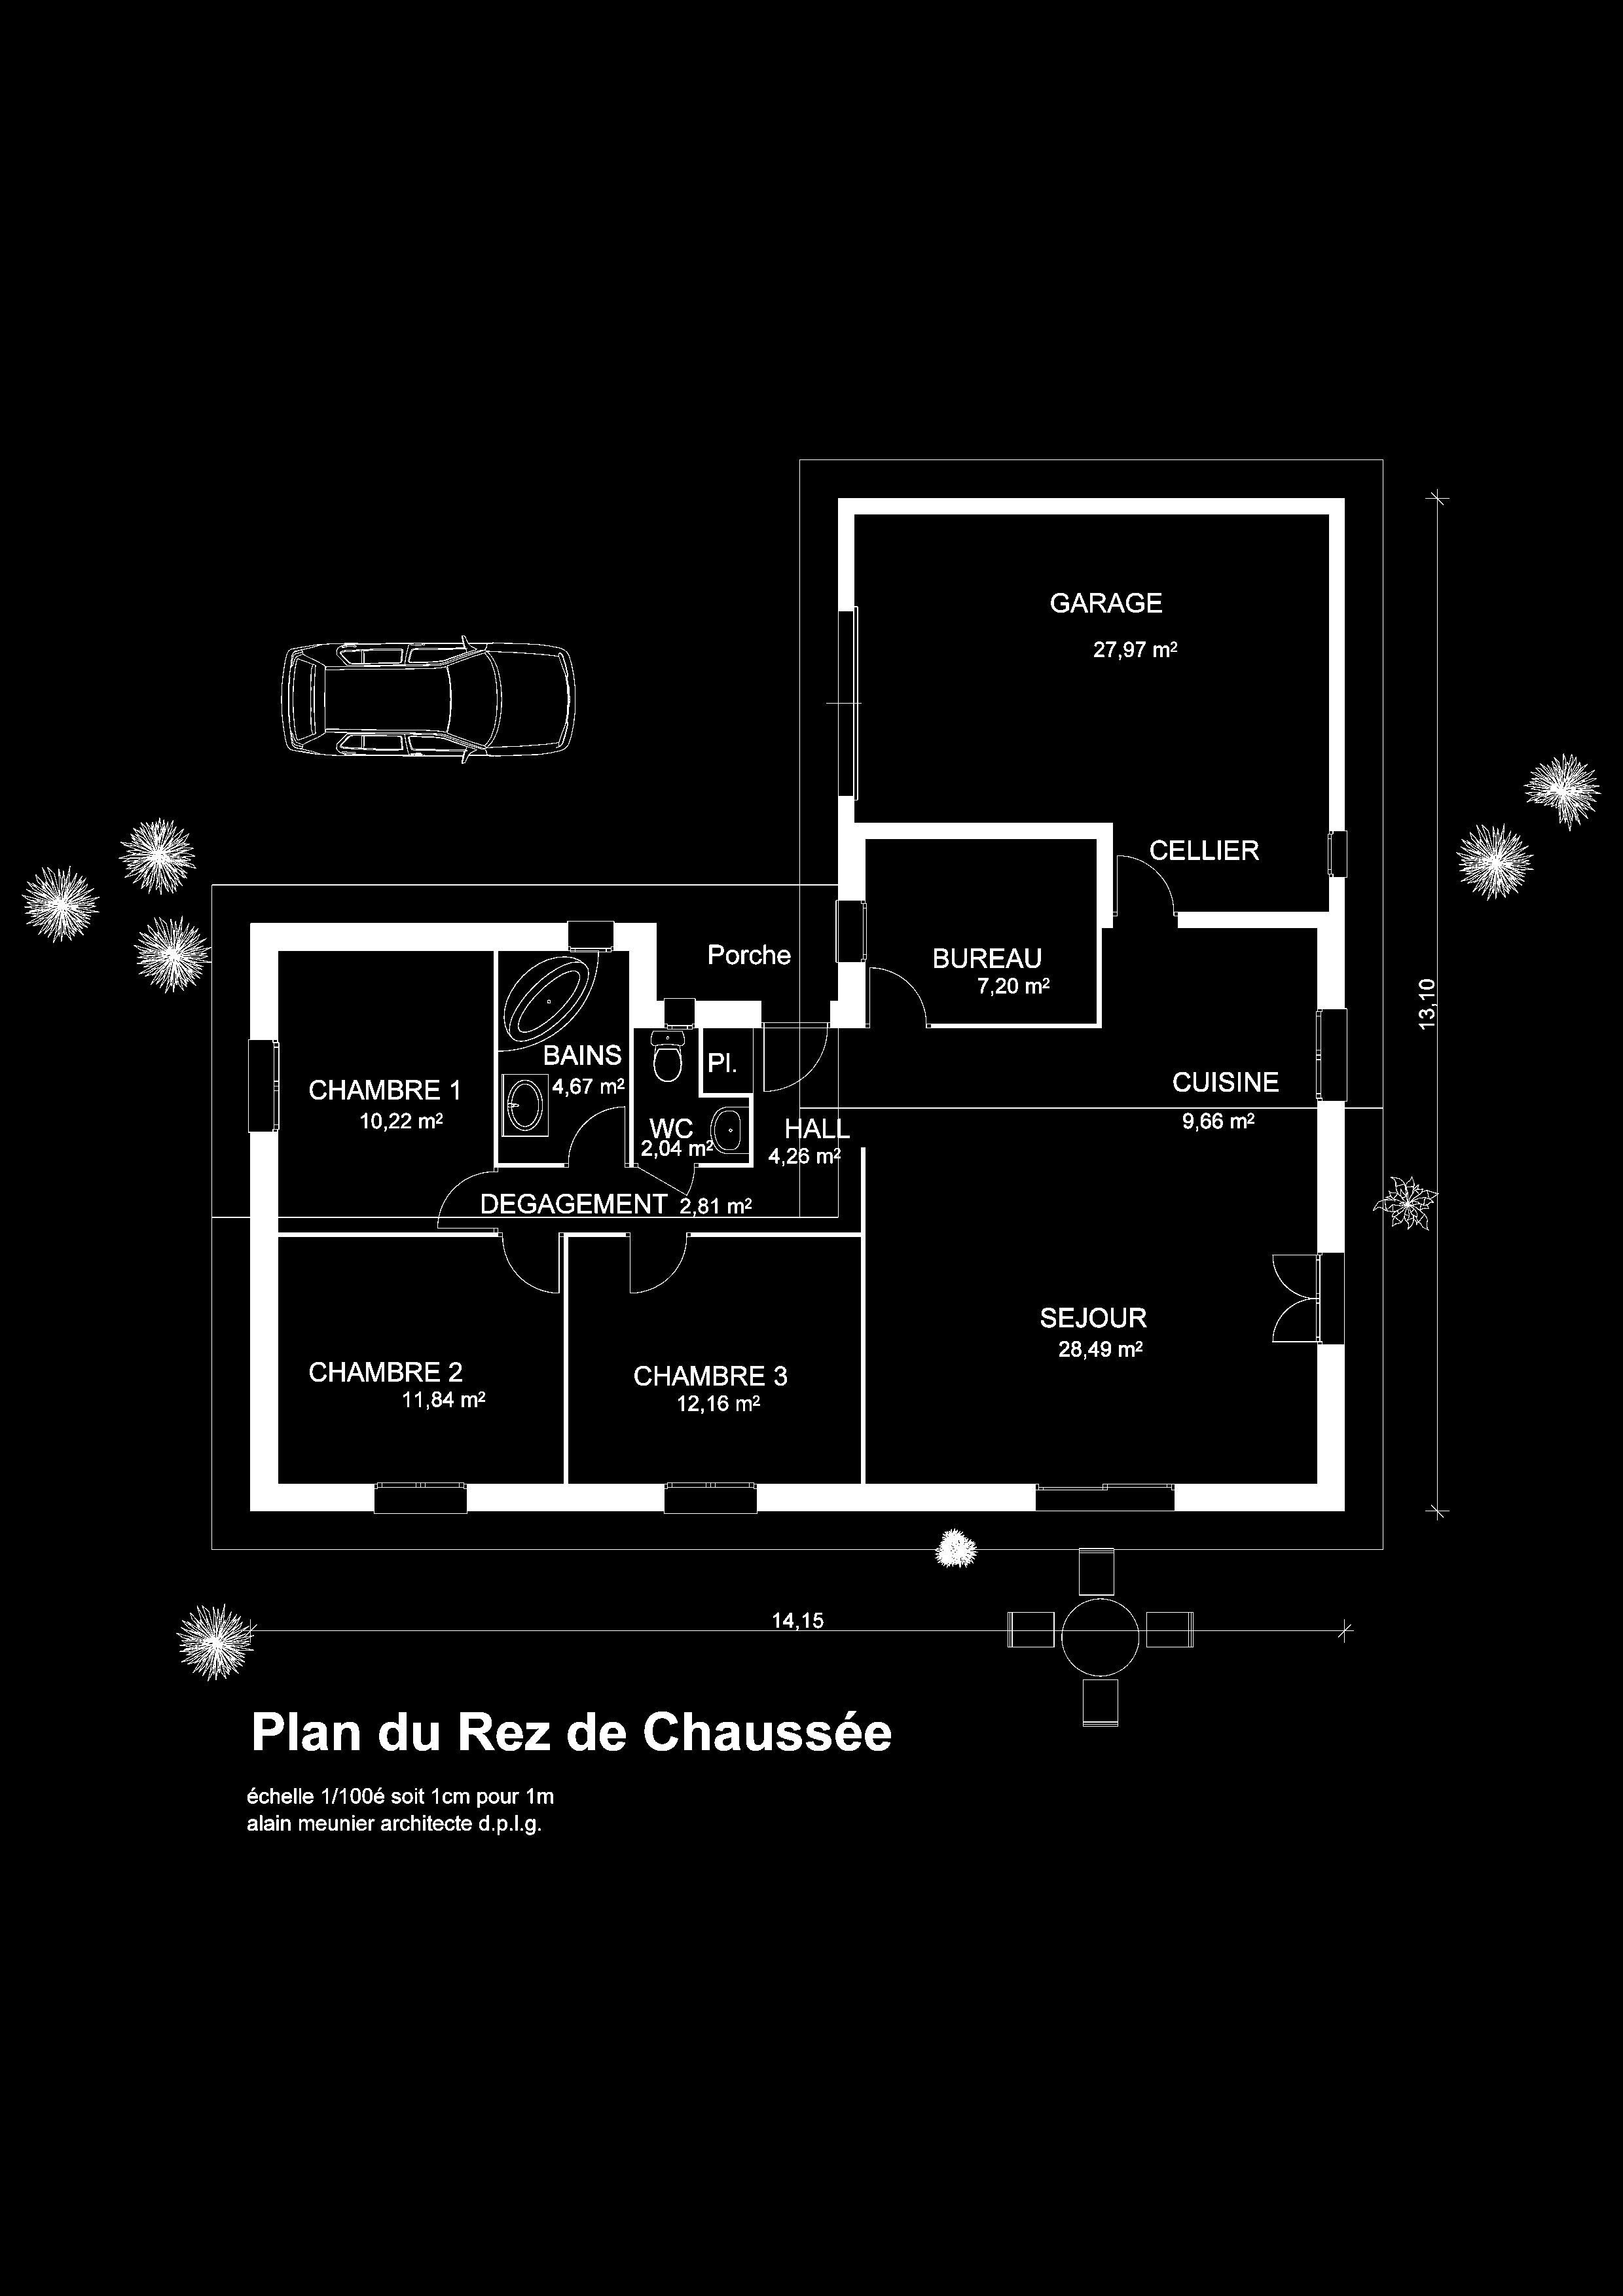 GARAGE
27,97 m²
CELLIER
Porche
BUREAU
7,20 m²
13,10
BAINS
4,67 m²
Pl.
CHAMBRE 1
10,22 m²
CUISINE
9,66 m²
WC
2,04 m²
HALL
4,26 m²
DEGAGEMENT 2,81 m²
SEJOUR
28,49 m²
CHAMBRE 2
11,84 m²
CHAMBRE 3
12,16 m²
14,15
Plan du Rez de Chaussée
échelle 1/100é soit 1cm pour 1m
alain meunier architecte d.p.l.g.